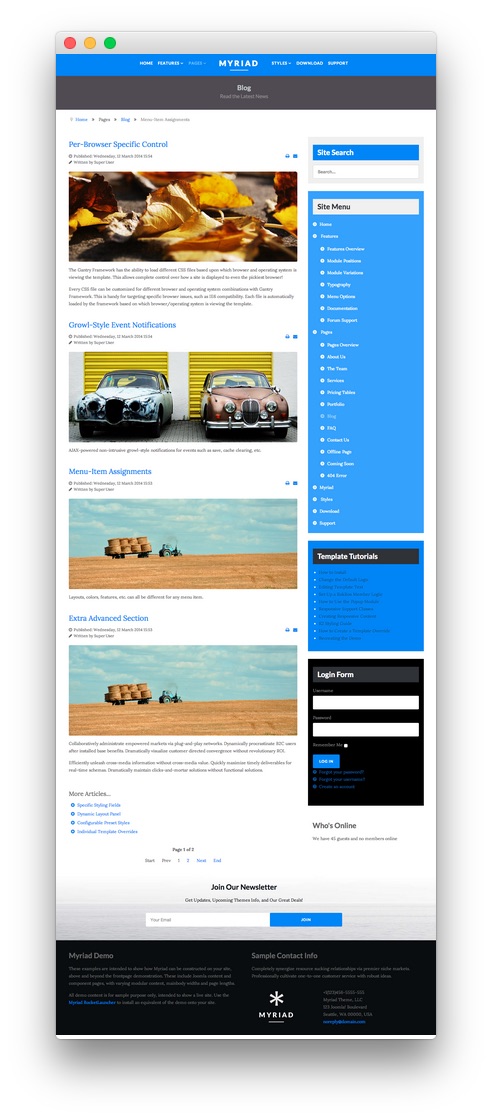 HOME FEATURES PAGES MYRIAD STYLES DOWNLOAD SUPPORT
Blog
Read the Latest News
Home Pages Blog Menu-Item Assignments
Per-Browser Specific Control
Published: Wednesday, 12 March 2014 15:54
Written by Super User
The Gantry Framework has the ability to load different CSS files based upon which browser and operating system is
viewing the template. This allows complete control over how a site is displayed to even the pickiest browser!
Every CSS file can be customized for different browser and operating system combinations with Gantry
Framework. This is handy for targeting specific browser issues, such as IE6 compatibility. Each file is automatically
loaded by the framework based on which browser/operating system is viewing the template.
Growl-Style Event Notifications
Published: Wednesday, 12 March 2014 15:54
Written by Super User
AJAX-powered non-intrusive growl-style notifications for events such as save, cache clearing, etc.
Menu-Item Assignments
Published: Wednesday, 12 March 2014 15:53
Written by Super User
Layouts, colors, features, etc. can all be different for any menu item.
Extra Advanced Section
Published: Wednesday, 12 March 2014 15:53
Written by Super User
Collaboratively administrate empowered markets via plug-and-play networks. Dynamically procrastinate B2C users
after installed base benefits. Dramatically visualize customer directed convergence without revolutionary ROI.
Efficiently unleash cross-media information without cross-media value. Quickly maximise timely deliverables for
real-time schemas. Dramatically maintain clicks-and-mortar solutions without functional solutions.
More Articles...
Specific Styling Fields
Dynamic Layout Panel
Configurable Preset Styles
Individual Template Overrides
Page 1 of 2
Start Prev 1 2 Next End
Site Search
Search...
Site Menu
Home
Features
Features Overview
Module Positions
Module Variations
Typography
Menu Options
Documentation
Forum Support
Pages
Pages Overview
About Us
The Team
Services
Pricing Tables
Portfolio
Blog
FAQ
Contact Us
Offline Page
Coming Soon
404 Error
Myriad
Styles
Download
Support
Template Tutorials
Login Form
Username
Password
Remember Me
LOG IN
Forgot your password?
Forgot your username?
Create an account
Who's Online
We have 45 guests and no members online
Join Our Newsletter
Get Updates, Upcoming Themes Info, and Our Great Deals!
Your Email
JOIN
Myriad Demo
These examples are intended to show how Myriad can be constructed on your site,
above and beyond the frontpage demonstration. These include Joomla content and
component pages, with varying modular content, mainbody widths and page lengths.
All demo content is for sample purpose only, intended to show a live site. Use the
Myriad RocketLauncher to install an equivalent of the demo onto your site.
Sample Contact Info
Completely synergize resource sucking relationships via premier niche markets.
Professionally cultivate one-to-one customer service with robust ideas.
MYRIAD
Myriad Theme, LLC
Seattle, WA 00000, USA
noreply@domain.com